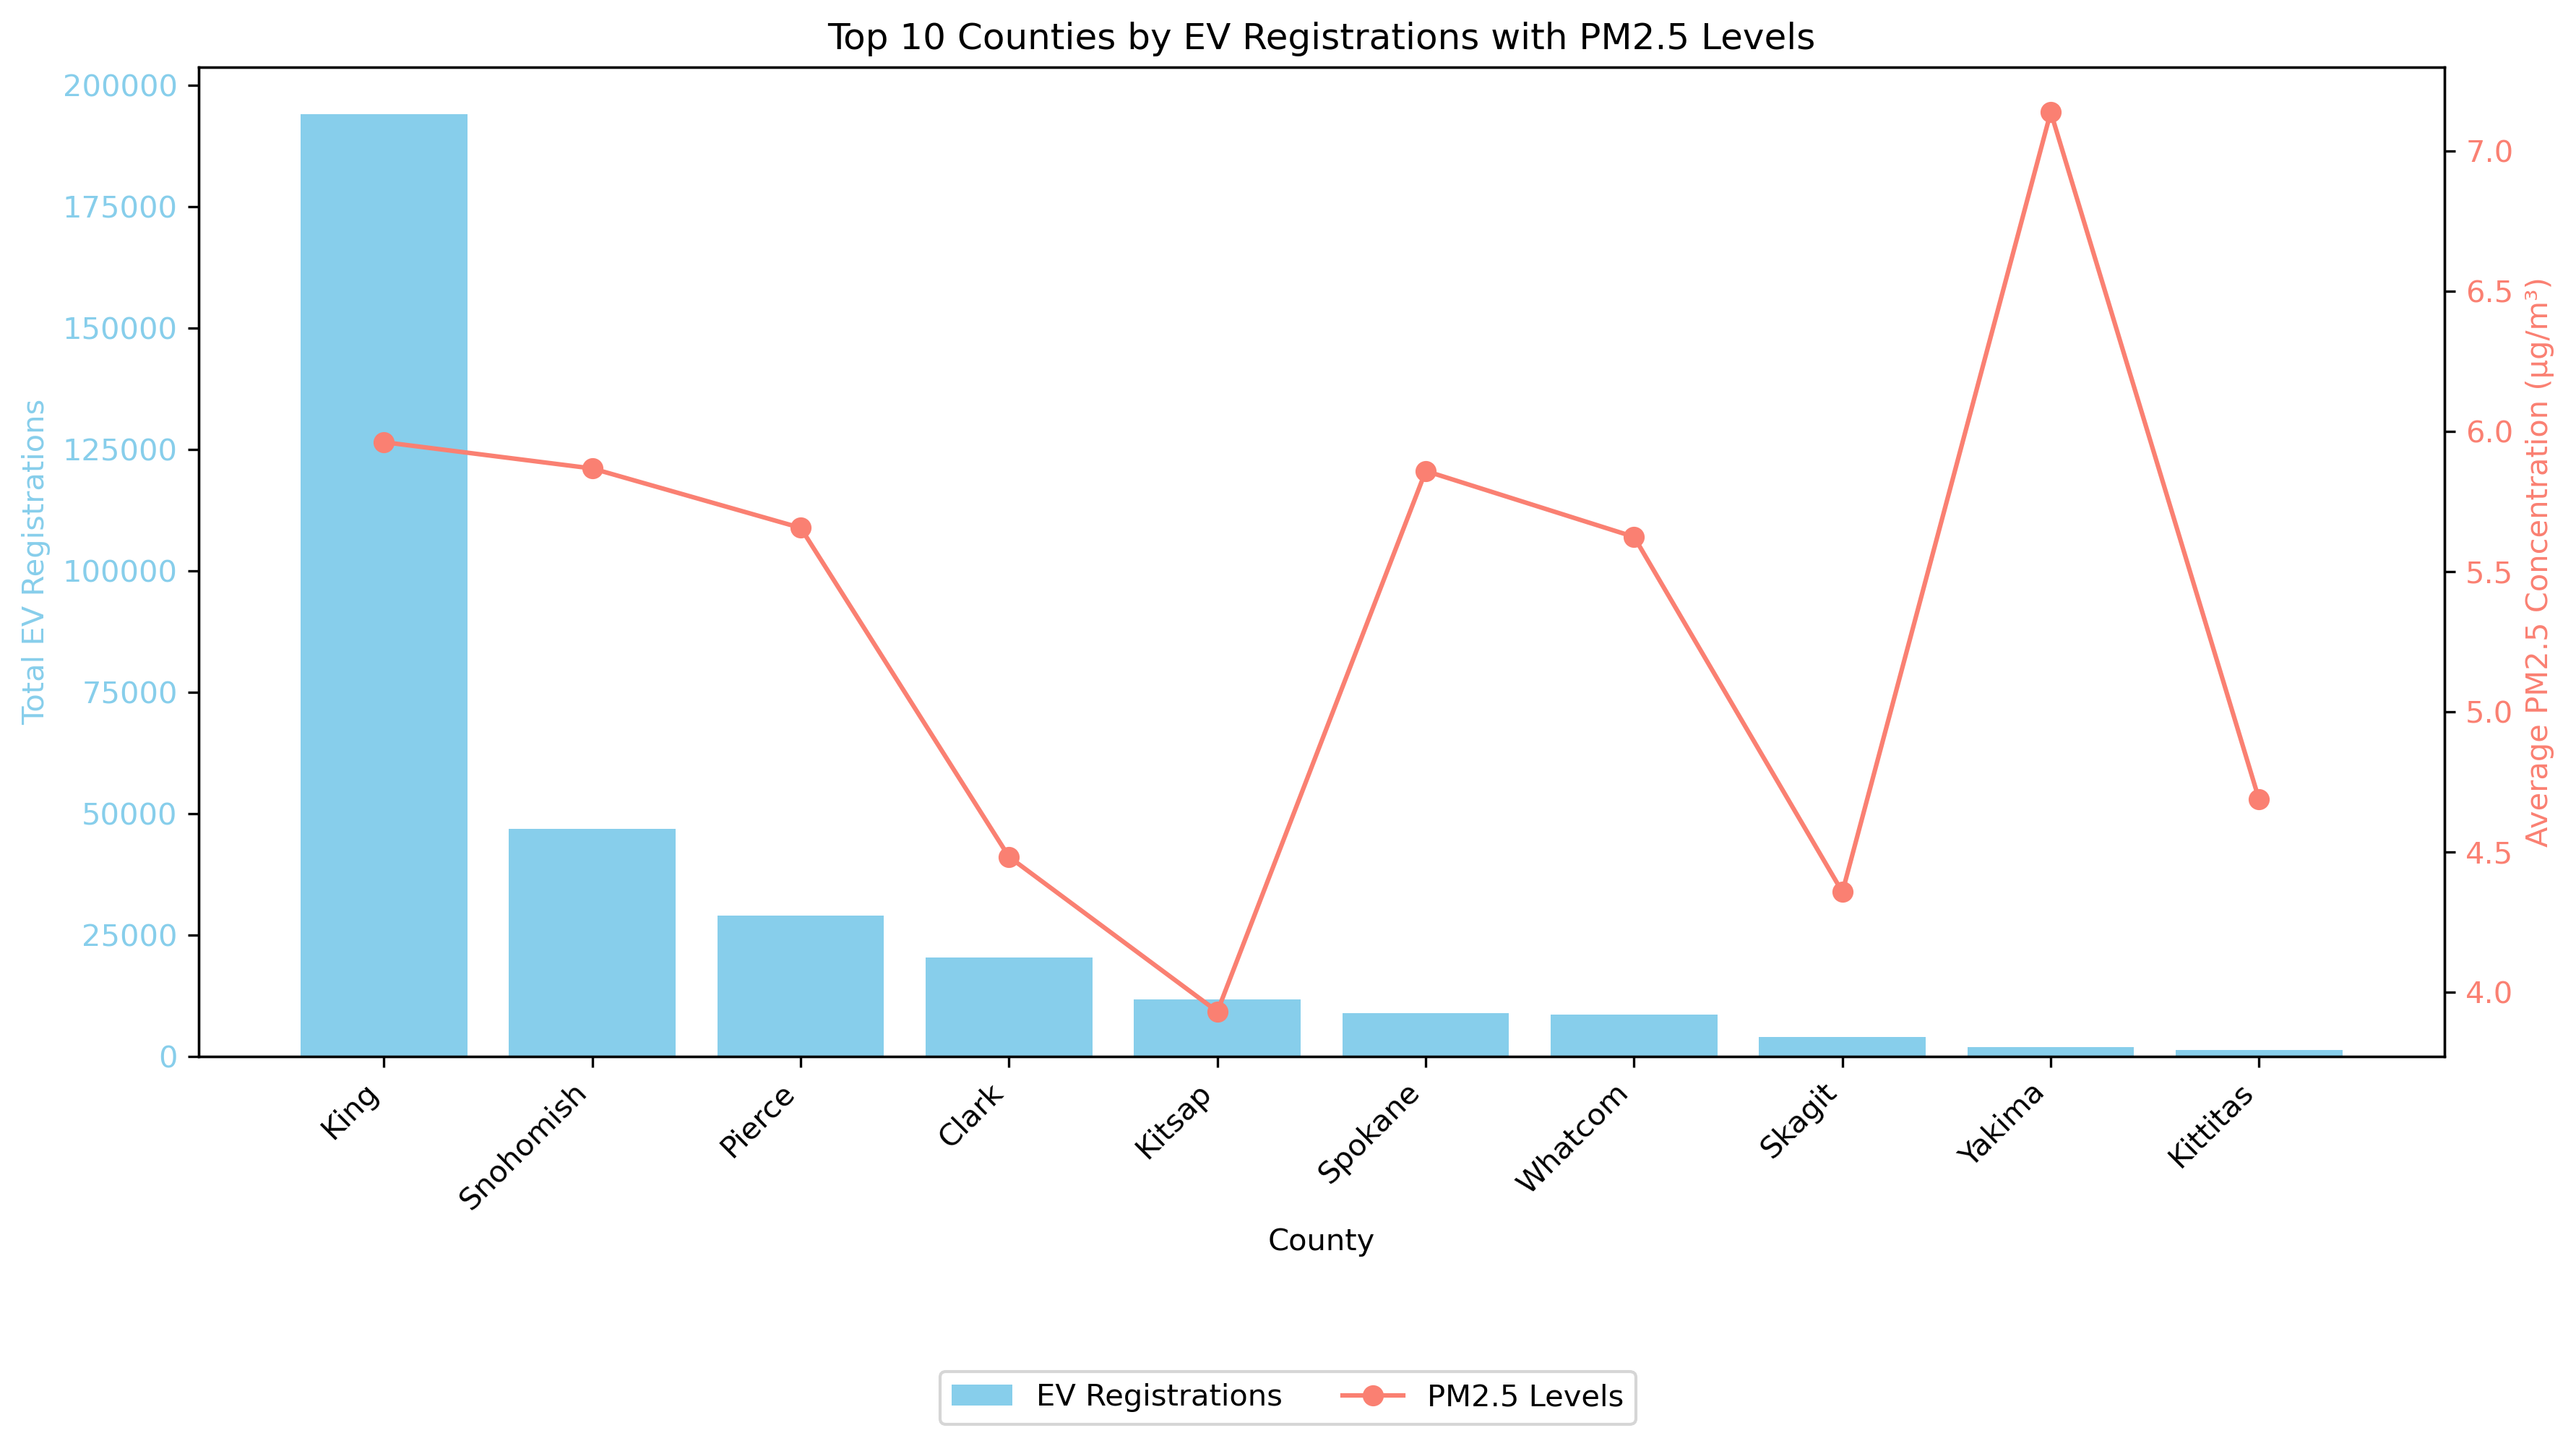 Top 10 Counties by EV Registrations with PM2.5 Levels
Total EV Registrations
200000
175000
150000
125000
100000
75000
50000
25000
0
7.0
6.5
6.0
5.5
5.0
4.5
4.0
Average PM2.5 Concentration (µg/m³)
King
Snohomish
Pierce
Clark
Kitsap
Spokane
Whatcom
Skagit
Yakima
Kittitas
County
EV Registrations
PM2.5 Levels